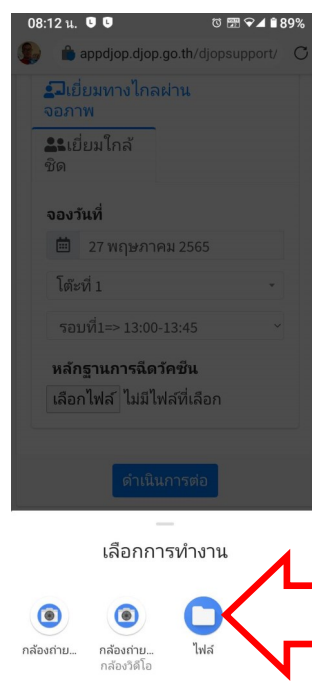 08:12 น.
89%
appdjop.djop.go.th/djopsupport/
เยี่ยมทางไกลผ่าน
จอภาพ
เยี่ยมใกล้
ชิด
จองวันที่
27 พฤษภาคม 2565
โต๊ะที่ 1
รอบที่1=> 13:00-13:45
หลักฐานการฉีดวัคซีน
เลือกไฟล์ ไม่มีไฟล์ที่เลือก
ดำเนินการต่อ
เลือกการทำงาน
กล้องถ่าย... กล้องถ่าย... ไฟล์
กล้องวิดีโอ